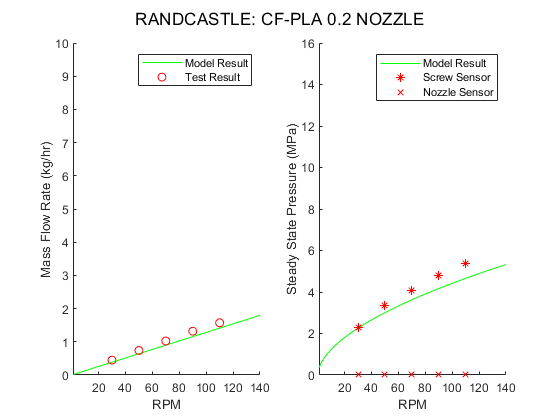 RANDCASTLE: CF-PLA 0.2 NOZZLE
Mass Flow Rate (kg/hr)
10
9
8
7
6
5
4
3
2
1
0
20 40 60 80 100 120 140
RPM
Model Result
Test Result
Steady State Pressure (MPa)
16
14
12
10
8
6
4
2
0
20 40 60 80 100 120 140
RPM
Model Result
Screw Sensor
Nozzle Sensor